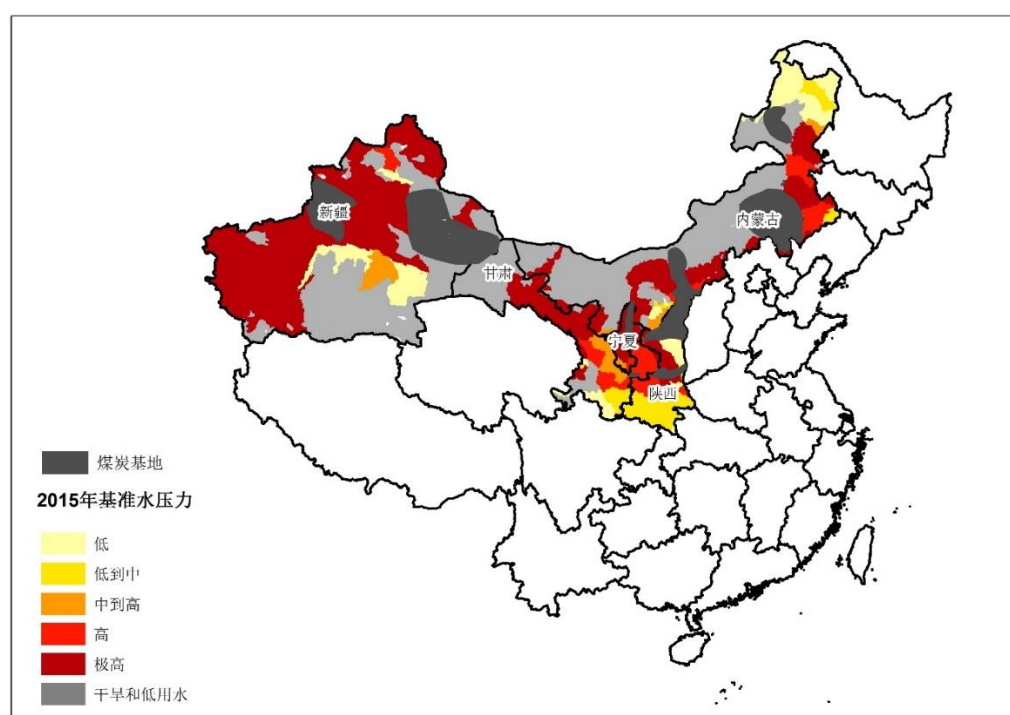 新疆
甘肃
内蒙古
宁夏
陕西
煤炭基地
2015年基准水压力
低
低到中
中到高
高
极高
干旱和低用水